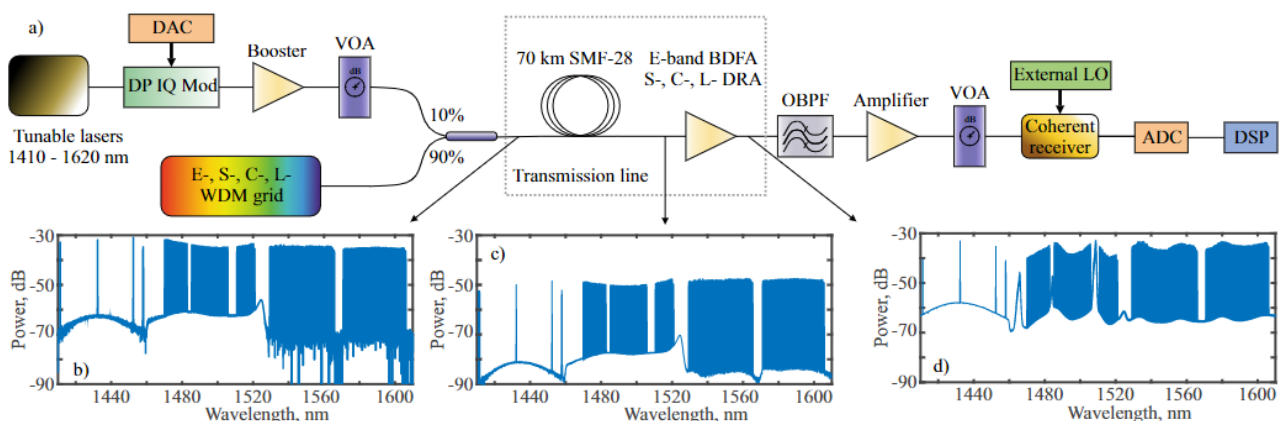 a)
DAC
DP IQ Mod
Booster
VOA
dB
Tunable lasers
1410 - 1620 nm
10%
90%
E-, S-, C-, L-
WDM grid
70 km SMF-28
E-band BDFA
S-, C-, L- DRA
Transmission line
OBPF
Amplifier
VOA
dB
External LO
Coherent
receiver
ADC
DSP
Power, dB
-30
-50
-70
-90
b)
1440 1480 1520 1560 1600
Wavelength, nm
Power, dB
-30
-50
-70
-90
c)
1440 1480 1520 1560 1600
Wavelength, nm
Power, dB
-30
-50
-70
-90
d)
1440 1480 1520 1560 1600
Wavelength, nm